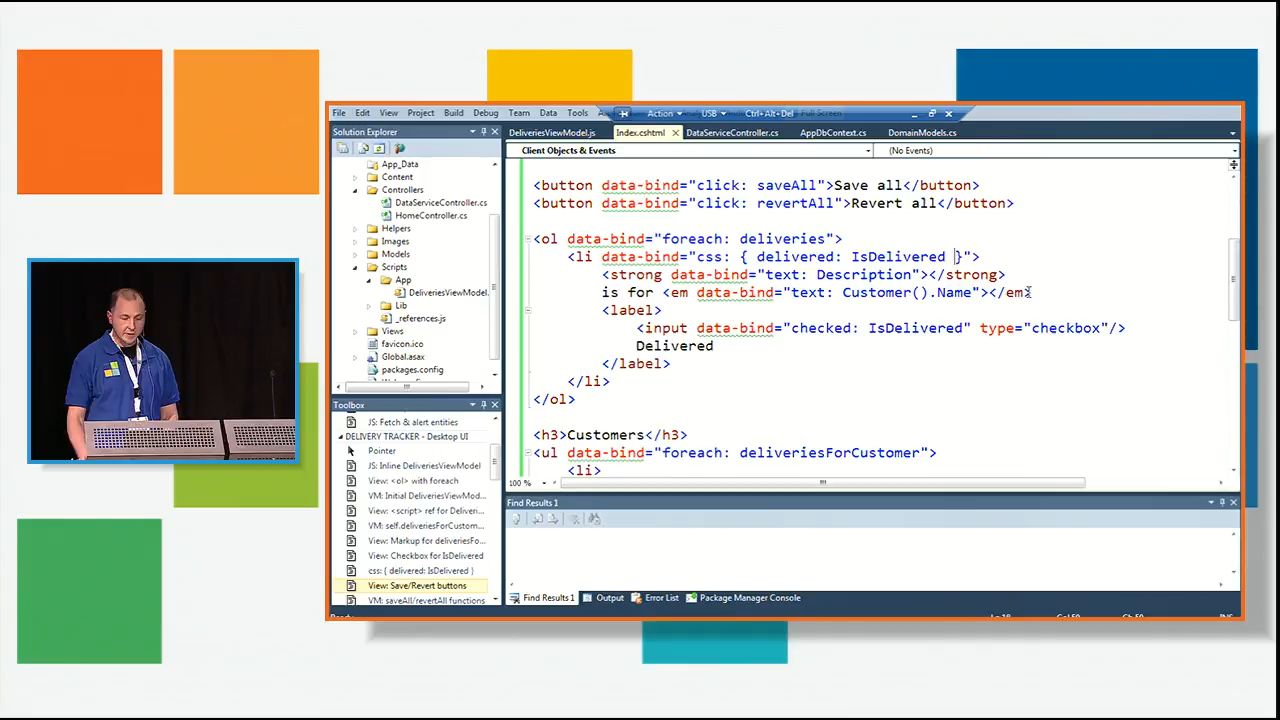 File Edit View Project Build Debug Team Data Tools Action USB Ctrl+Alt+Del Full Screen
Solution Explorer
App_Data
Content
Controllers
DataServiceController.cs
HomeController.cs
Helpers
Images
Models
Scripts
App
DeliveriesViewModel.
Lib
_references.js
Views
favicon.ico
Global.asax
packages.config
Toolbox
JS: Fetch & alert entities
DELIVERY TRACKER - Desktop UI
Pointer
JS: Inline DeliveriesViewModel
View: <ol> with foreach
VM: Initial DeliveriesViewMod...
View: <script> ref for Deliver...
VM: self.deliveriesForCustom...
View: Markup for deliveriesFo...
View: Checkbox for IsDelivered
css: { delivered: IsDelivered }
View: Save/Revert buttons
VM: saveAll/revertAll functions
DeliveriesViewModel.js Index.cshtml DataServiceController.cs AppDbContext.cs DomainModels.cs
Client Objects & Events (No Events)
<button data-bind="click: saveAll">Save all</button>
<button data-bind="click: revertAll">Revert all</button>
<ol data-bind="foreach: deliveries">
<li data-bind="css: { delivered: IsDelivered }">
<strong data-bind="text: Description"></strong>
is for <em data-bind="text: Customer().Name"></em>
<label>
<input data-bind="checked: IsDelivered" type="checkbox"/>
Delivered
</label>
</li>
</ol>
<h3>Customers</h3>
<ul data-bind="foreach: deliveriesForCustomer">
<li>
100 %
Find Results 1
Find Results 1 Output Error List Package Manager Console